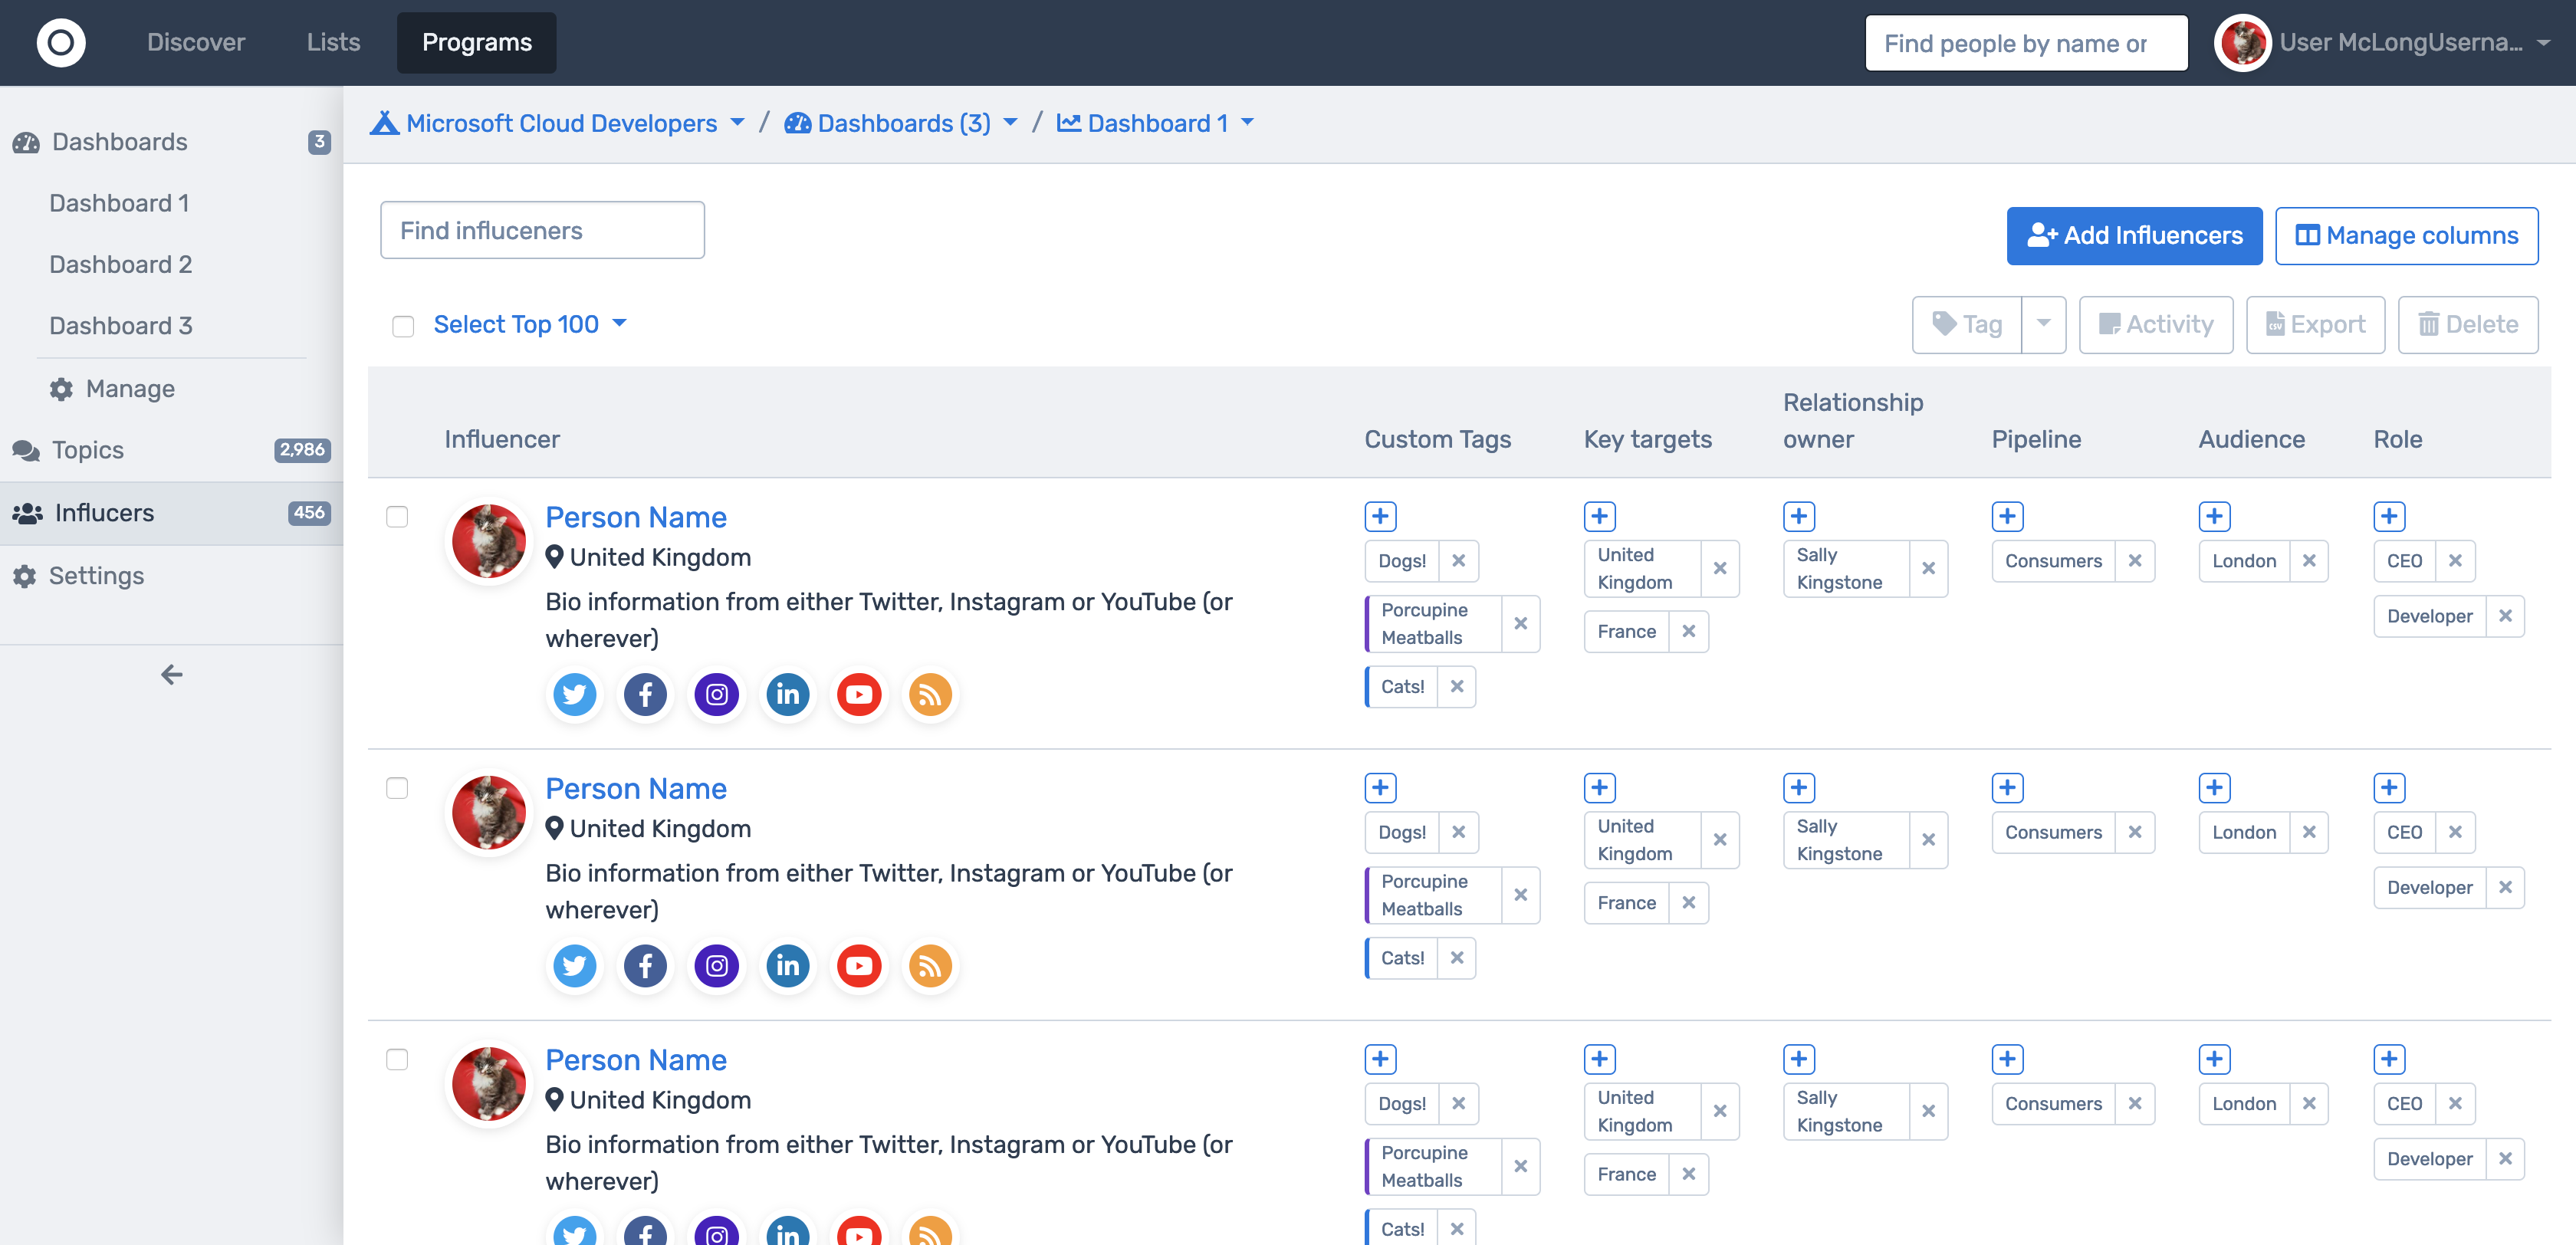 Discover Lists Programs Find people by name or User McLongUserna...
Dashboards 3
Dashboard 1
Dashboard 2
Dashboard 3
Manage
Topics 2,986
Influcers 456
Settings
Microsoft Cloud Developers / Dashboards (3) / Dashboard 1
Find influceners
Add Influencers Manage columns
Select Top 100 Tag Activity CSV Export Delete
Influencer Custom Tags Key targets Relationship owner Pipeline Audience Role
Person Name
United Kingdom
Bio information from either Twitter, Instagram or YouTube (or
wherever)
Dogs!
Porcupine
Meatballs
Cats!
United
Kingdom
France
Sally
Kingstone
Consumers
London
CEO
Developer
Person Name
United Kingdom
Bio information from either Twitter, Instagram or YouTube (or
wherever)
Dogs!
Porcupine
Meatballs
Cats!
United
Kingdom
France
Sally
Kingstone
Consumers
London
CEO
Developer
Person Name
United Kingdom
Bio information from either Twitter, Instagram or YouTube (or
wherever)
Dogs!
Porcupine
Meatballs
Cats!
United
Kingdom
France
Sally
Kingstone
Consumers
London
CEO
Developer